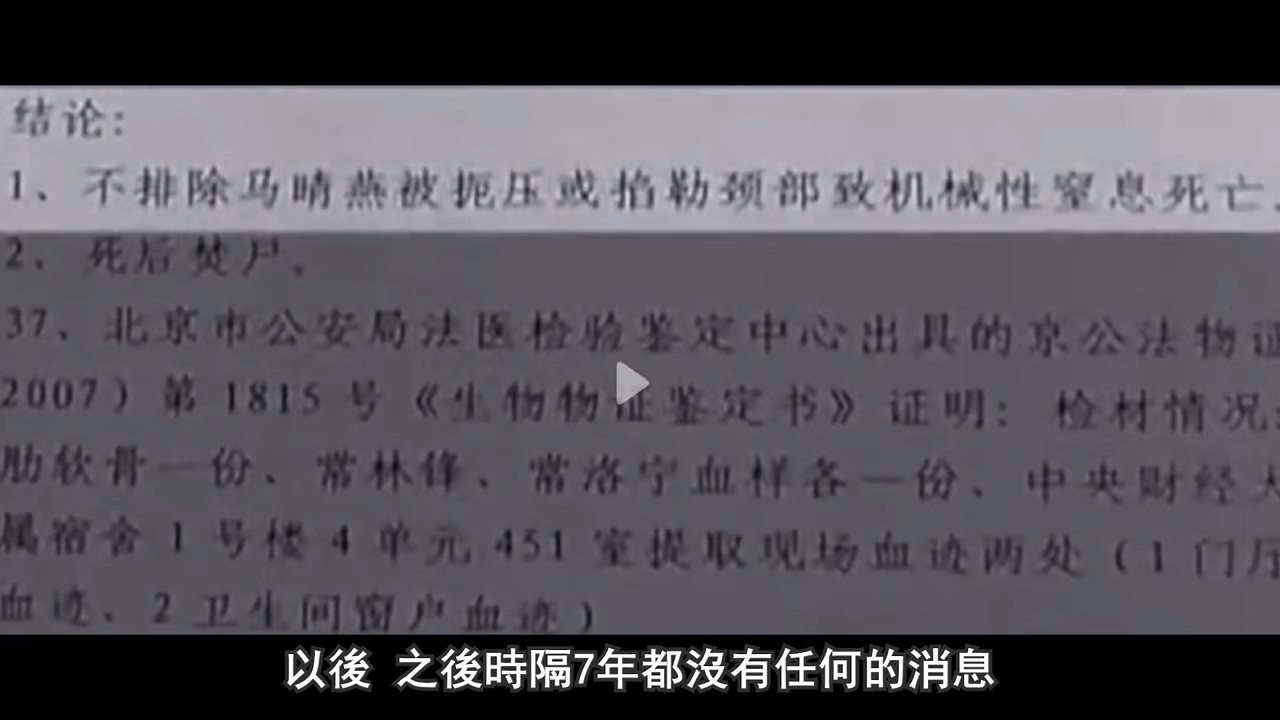 结论:
1、不排除马晴燕被扼压或掐勒颈部致机械性窒息死亡
2、死后焚尸。
37、北京市公安局法医检验鉴定中心出具的京公法物证
2007）第 1815 号《生物物证鉴定书》证明: 检材情况:
肋软骨一份、常林锋、常洛宁血样各一份、中央财经大
属宿舍 1 号楼 4 单元 451 室提取现场血迹两处（1 门厅
血迹、2 卫生间窗户血迹）
以後 之後時隔7年都沒有任何的消息